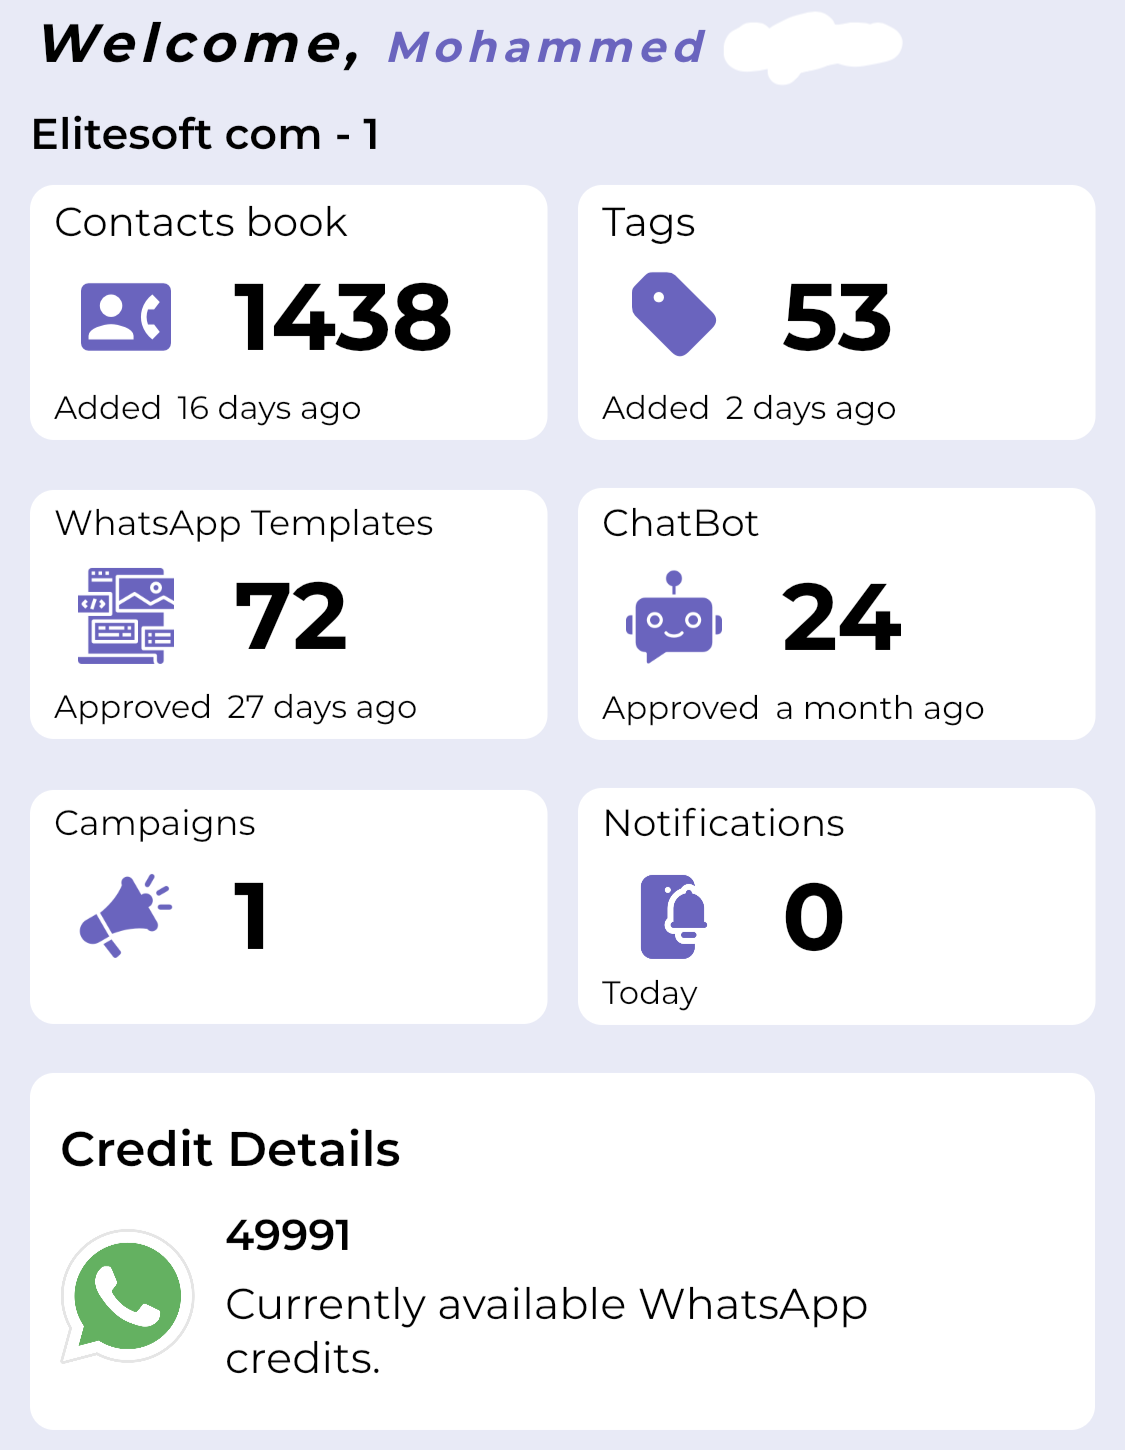 Welcome, Mohammed
Elitesoft com - 1
Contacts book
1438
Added 16 days ago
Tags
53
Added 2 days ago
WhatsApp Templates
72
Approved 27 days ago
ChatBot
24
Approved a month ago
Campaigns
1
Notifications
0
Today
Credit Details
49991
Currently available WhatsApp
credits.